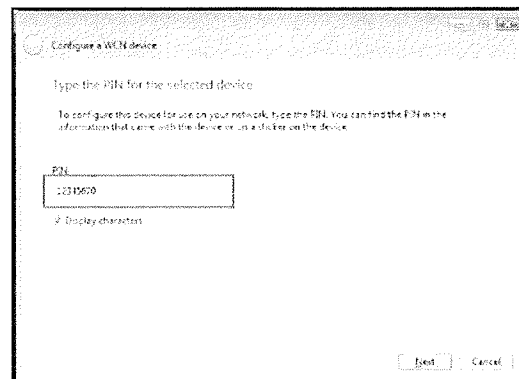 Configure a WCN device
Type the PIN for the selected device
To configure this device for use on your network, type the PIN. You can find the PIN in the
information that came with the device or on a sticker on the device.
PIN:
12345670
Display characters
Next
Cancel